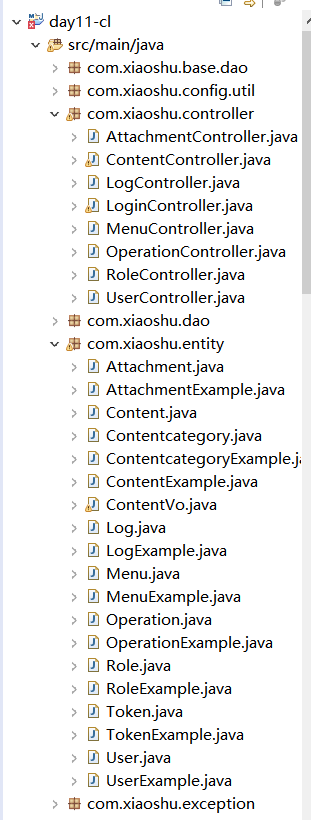 day11-cl
src/main/java
com.xiaoshu.base.dao
com.xiaoshu.config.util
com.xiaoshu.controller
AttachmentController.java
ContentController.java
LogController.java
LoginController.java
MenuController.java
OperationController.java
RoleController.java
UserController.java
com.xiaoshu.dao
com.xiaoshu.entity
Attachment.java
AttachmentExample.java
Content.java
Contentcategory.java
ContentcategoryExample.ja
ContentExample.java
ContentVo.java
Log.java
LogExample.java
Menu.java
MenuExample.java
Operation.java
OperationExample.java
Role.java
RoleExample.java
Token.java
TokenExample.java
User.java
UserExample.java
com.xiaoshu.exception